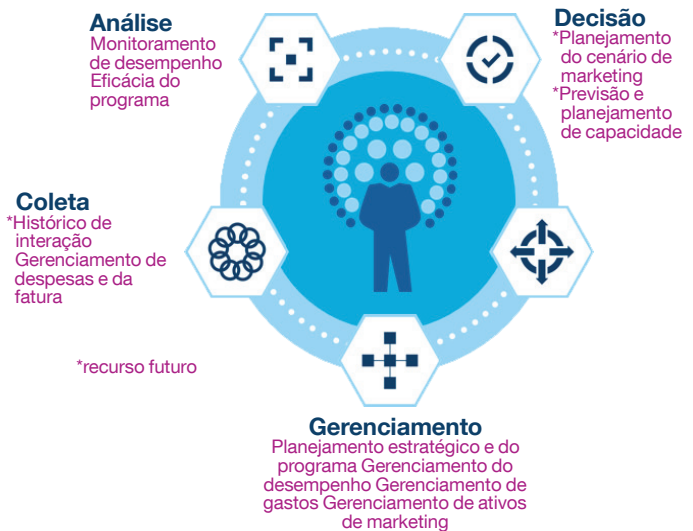 Análise
Monitoramento
de desempenho
Eficácia do
programa
Decisão
*Planejamento
do cenário de
marketing
*Previsão e
planejamento
de capacidade
Coleta
*Histórico de
interação
Gerenciamento de
despesas e da
fatura
*recurso futuro
Gerenciamento
Planejamento estratégico e do
programa Gerenciamento do
desempenho Gerenciamento de
gastos Gerenciamento de ativos
de marketing